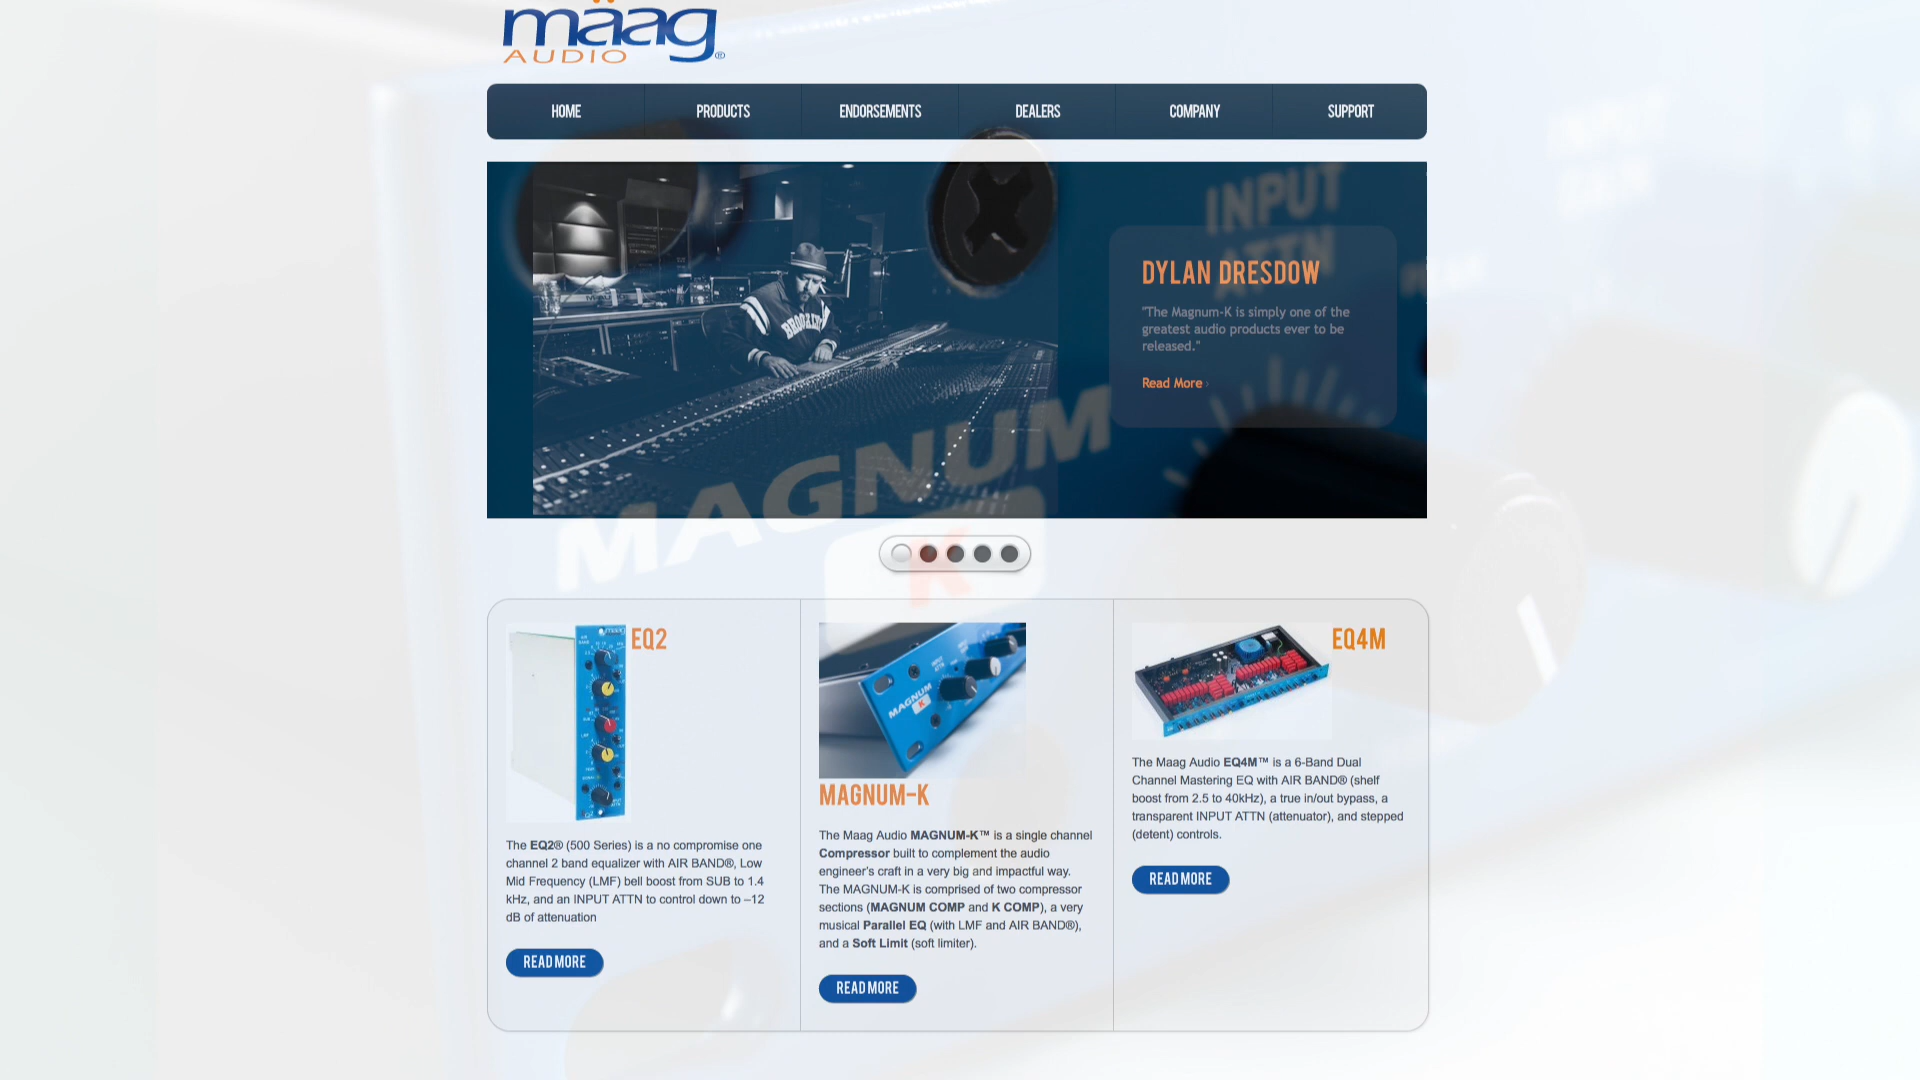 mäag®
AUDIO
HOME
PRODUCTS
ENDORSEMENTS
DEALERS
COMPANY
SUPPORT
INPUT
ATTN
BROOKLYN
DYLAN DRESDOW
"The Magnum-K is simply one of the
greatest audio products ever to be
released."
Read More ›
MAGNUM
K
EQ2
The EQ2® (500 Series) is a no compromise one
channel 2 band equalizer with AIR BAND®, Low
Mid Frequency (LMF) bell boost from SUB to 1.4
kHz, and an INPUT ATTN to control down to –12
dB of attenuation
READ MORE
MAGNUM
K
MAGNUM-K
The Maag Audio MAGNUM-K™ is a single channel
Compressor built to complement the audio
engineer's craft in a very big and impactful way.
The MAGNUM-K is comprised of two compressor
sections (MAGNUM COMP and K COMP), a very
musical Parallel EQ (with LMF and AIR BAND®),
and a Soft Limit (soft limiter).
READ MORE
EQ4M
The Maag Audio EQ4M™ is a 6-Band Dual
Channel Mastering EQ with AIR BAND® (shelf
boost from 2.5 to 40kHz), a true in/out bypass, a
transparent INPUT ATTN (attenuator), and stepped
(detent) controls.
READ MORE